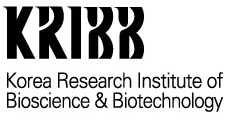 KRIBB
Korea Research Institute of
Bioscience & Biotechnology